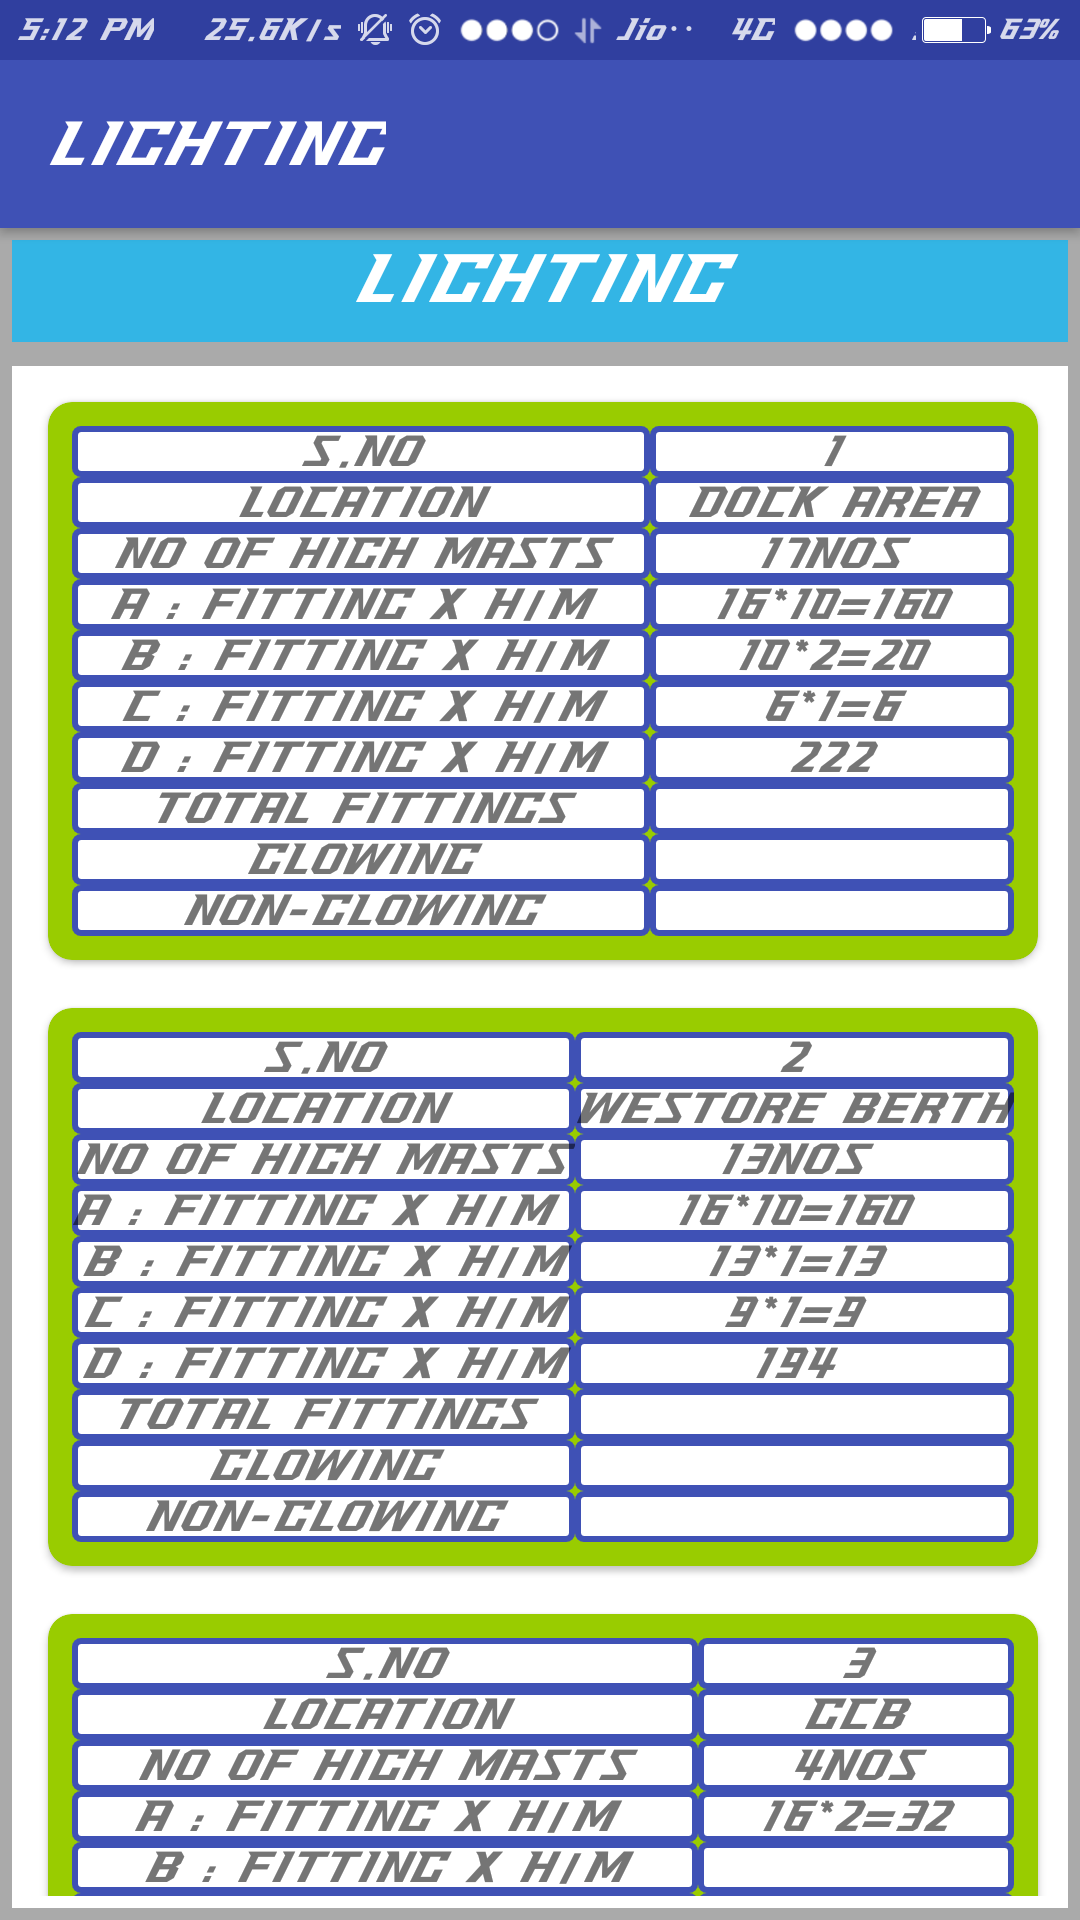 5:12 PM 25.6K/s Jio·· 4G 63%
LIGHTING
LIGHTING
S.NO 1
LOCATION DOCK AREA
NO OF HIGH MASTS 17NOS
A : FITTING X H/M 16*10=160
B : FITTING X H/M 10*2=20
C : FITTING X H/M 6*1=6
D : FITTING X H/M 222
TOTAL FITTINGS
GLOWING
NON-GLOWING
S.NO 2
LOCATION WESTORE BERTH
NO OF HIGH MASTS 13NOS
A : FITTING X H/M 16*10=160
B : FITTING X H/M 13*1=13
C : FITTING X H/M 9*1=9
D : FITTING X H/M 194
TOTAL FITTINGS
GLOWING
NON-GLOWING
S.NO 3
LOCATION GCB
NO OF HIGH MASTS 4NOS
A : FITTING X H/M 16*2=32
B : FITTING X H/M